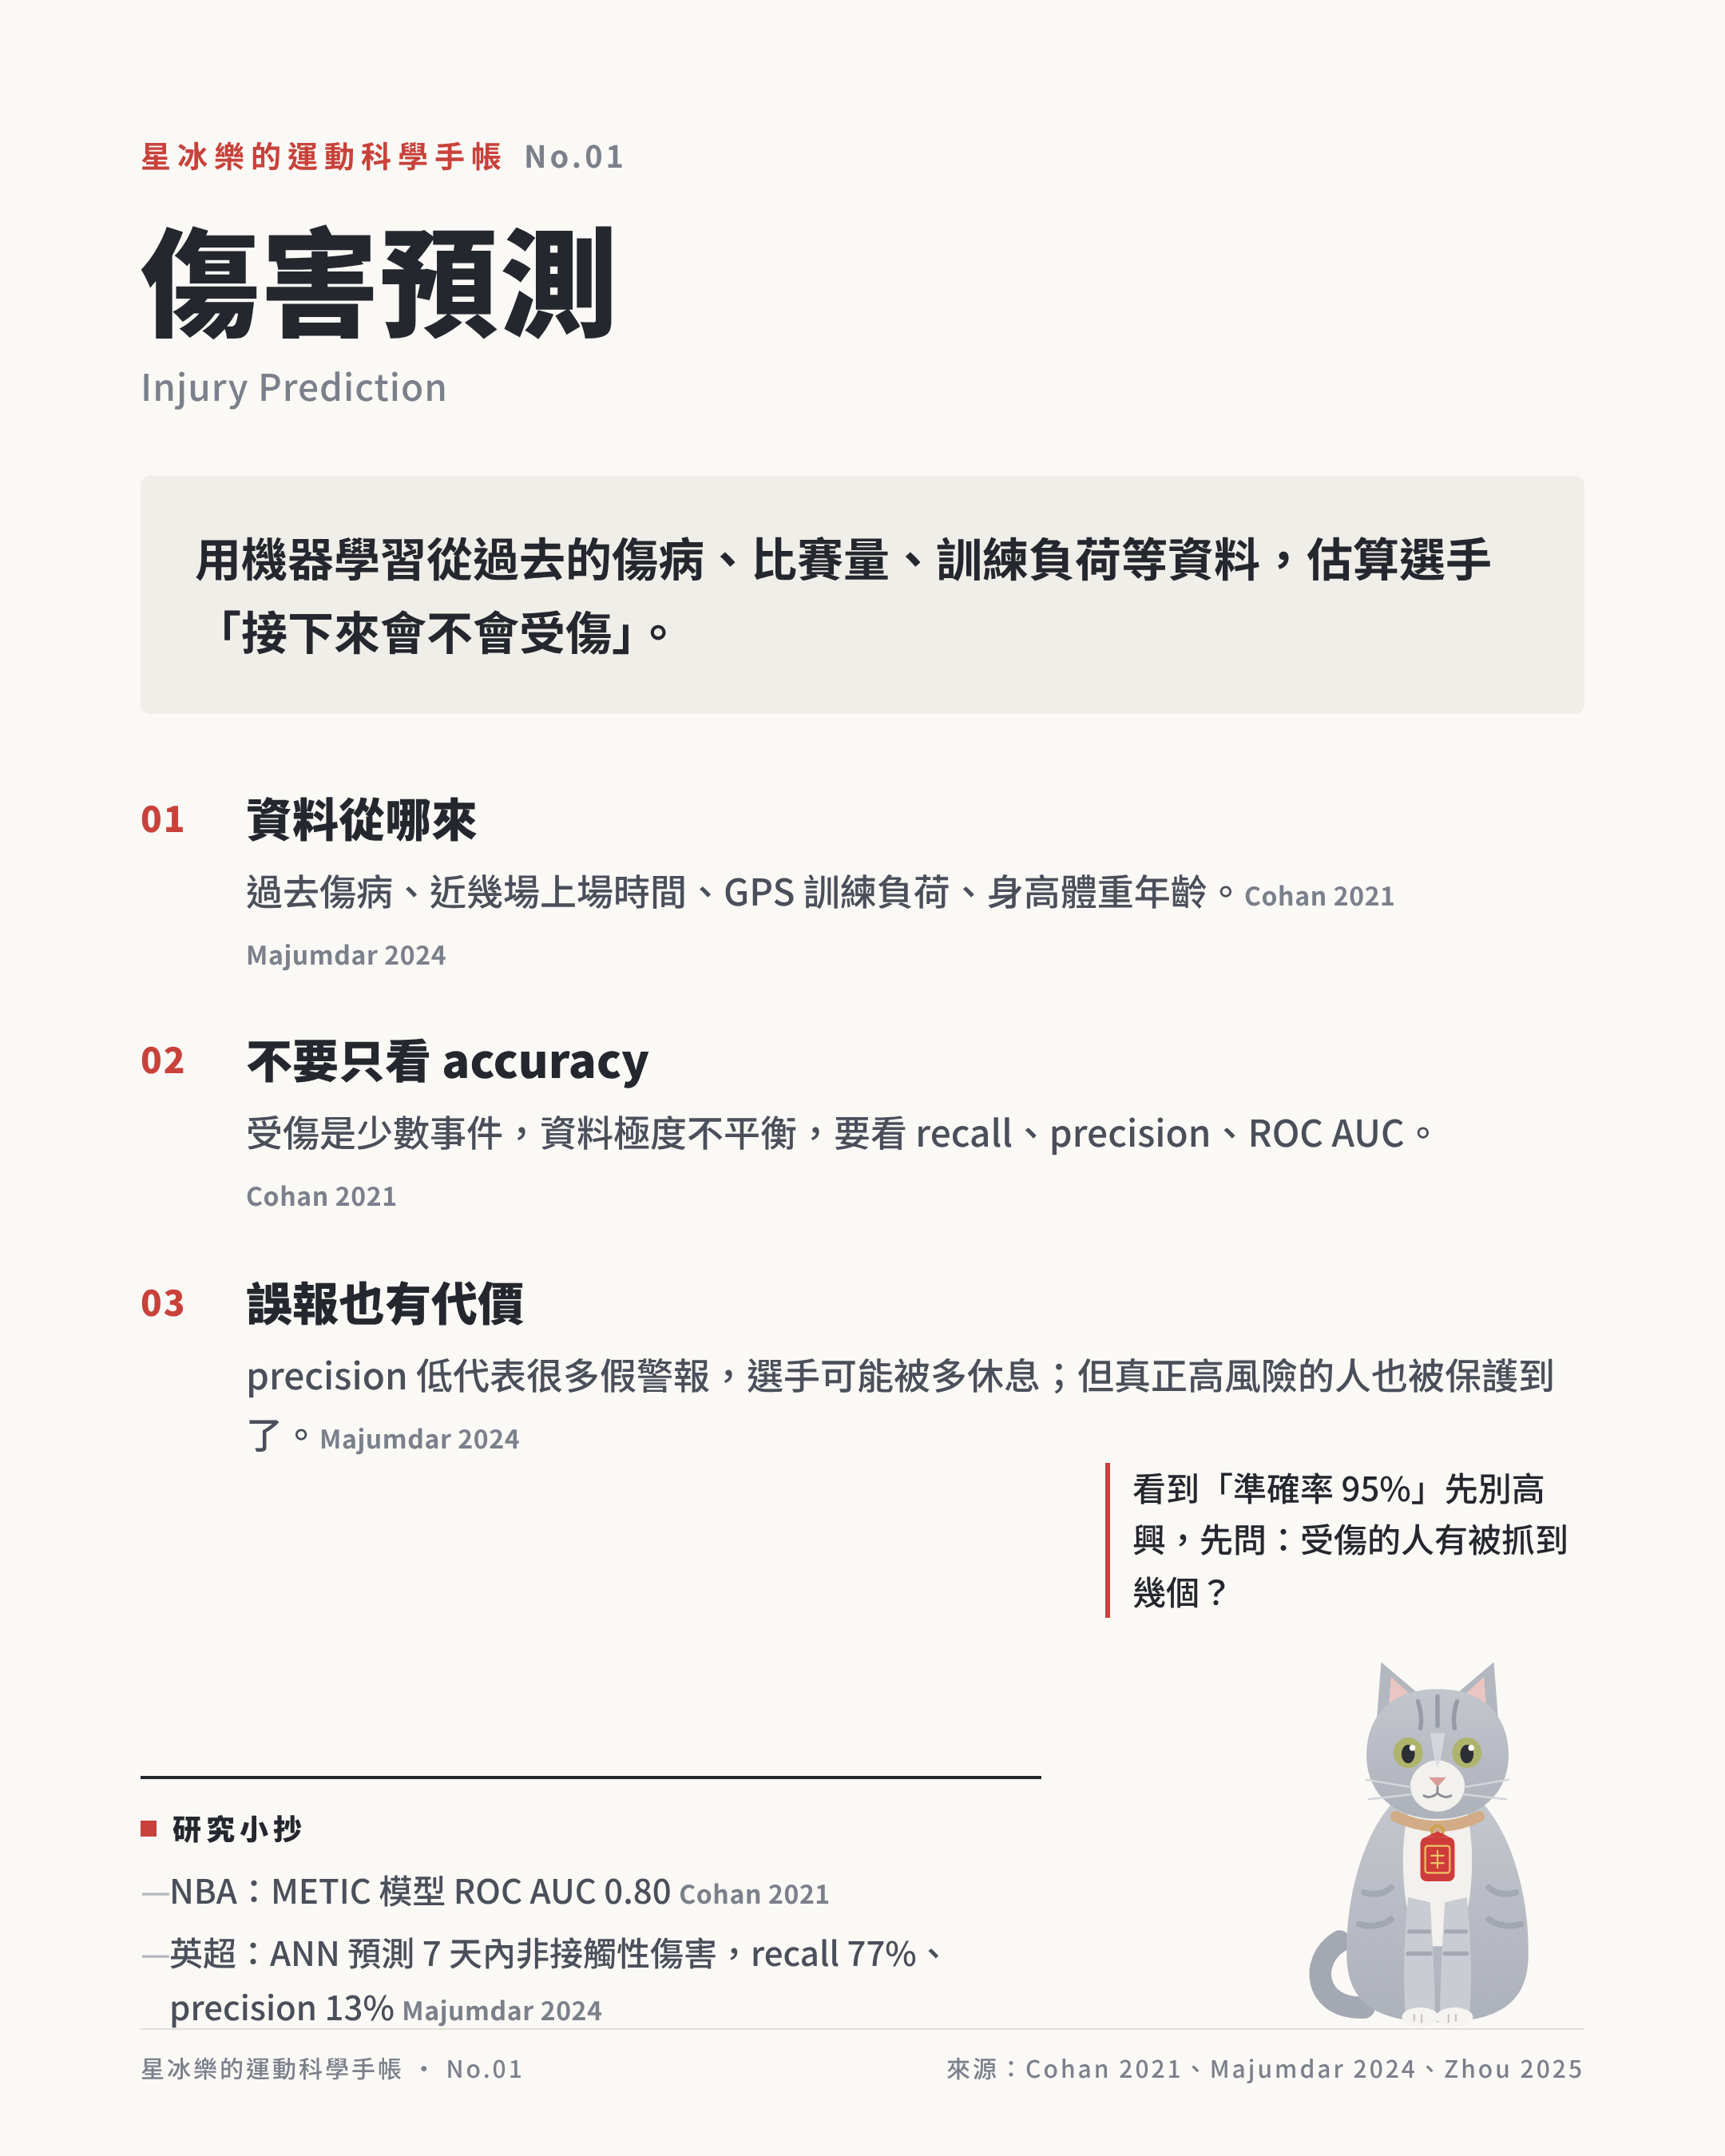 星冰樂的運動科學手帳 No.01
傷害預測
Injury Prediction
用機器學習從過去的傷病、比賽量、訓練負荷等資料，估算選手
「接下來會不會受傷」。
01 資料從哪來
過去傷病、近幾場上場時間、GPS 訓練負荷、身高體重年齡。Cohan 2021
Majumdar 2024
02 不要只看 accuracy
受傷是少數事件，資料極度不平衡，要看 recall、precision、ROC AUC。
Cohan 2021
03 誤報也有代價
precision 低代表很多假警報，選手可能被多休息；但真正高風險的人也被保護到
了。Majumdar 2024
看到「準確率 95%」先別高
興，先問：受傷的人有被抓到
幾個？
研究小抄
—NBA：METIC 模型 ROC AUC 0.80 Cohan 2021
—英超：ANN 預測 7 天內非接觸性傷害，recall 77%、
precision 13% Majumdar 2024
星冰樂的運動科學手帳 · No.01
來源：Cohan 2021、Majumdar 2024、Zhou 2025